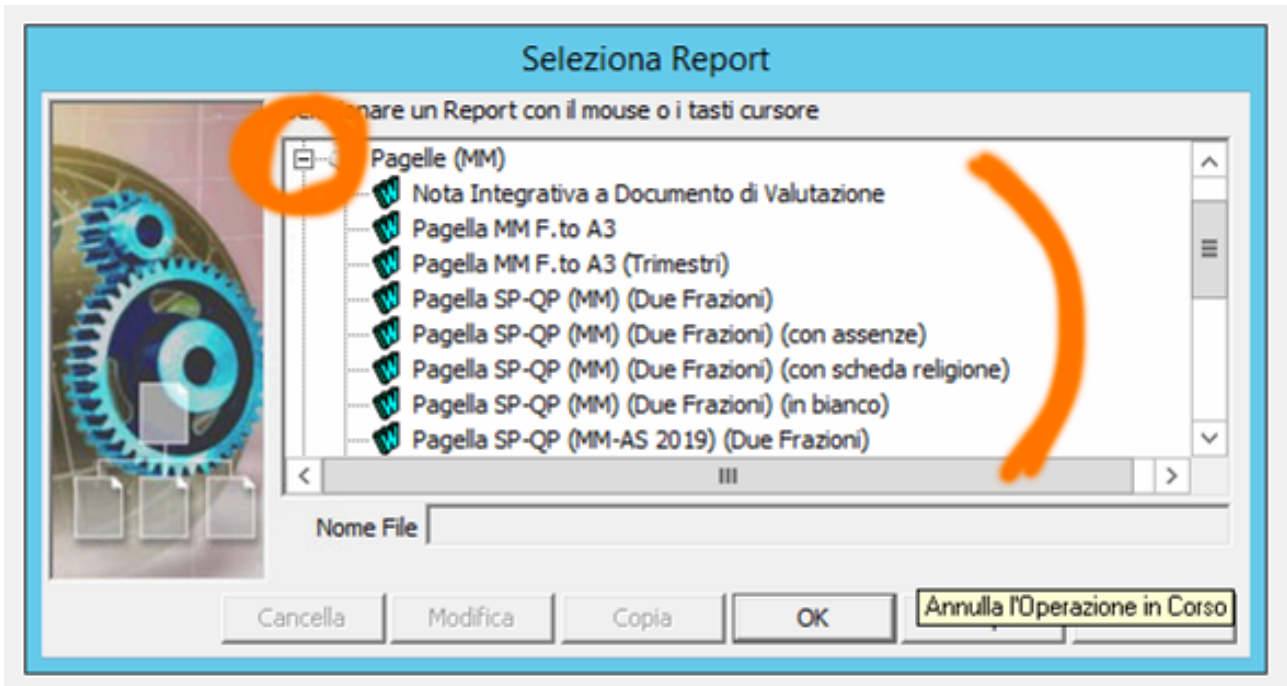 Seleziona Report
un Report con il mouse o i tasti cursore
Pagelle (MM)
Nota Integrativa a Documento di Valutazione
Pagella MM F.to A3
Pagella MM F.to A3 (Trimestri)
Pagella SP-QP (MM) (Due Frazioni)
Pagella SP-QP (MM) (Due Frazioni) (con assenze)
Pagella SP-QP (MM) (Due Frazioni) (con scheda religione)
Pagella SP-QP (MM) (Due Frazioni) (in bianco)
Pagella SP-QP (MM-AS 2019) (Due Frazioni)
Nome File
Cancella Modifica Copia OK Annulla l'Operazione in Corso